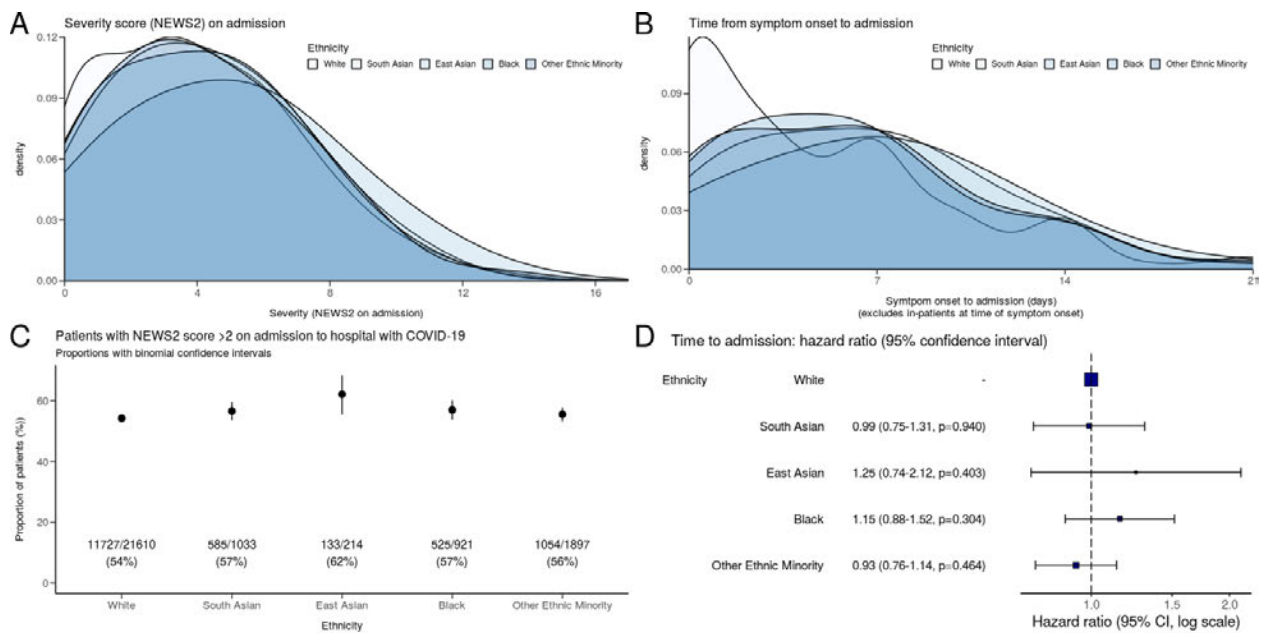 A
Severity score (NEWS2) on admission
Ethnicity
White South Asian East Asian Black Other Ethnic Minority
0.12
0.09
0.06
0.03
0.00
density
0 4 8 12 16
Severity (NEWS2 on admission)
B
Time from symptom onset to admission
Ethnicity
White South Asian East Asian Black Other Ethnic Minority
0.09
0.06
0.03
0.00
density
0 7 14 21
Symtpom onset to admission (days)
(excludes in-patients at time of symptom onset)
C
Patients with NEWS2 score >2 on admission to hospital with COVID-19
Proportions with binomial confidence intervals
60
40
20
0
Proportion of patients (%))
11727/21610 585/1033 133/214 525/921 1054/1897
(54%) (57%) (62%) (57%) (56%)
White South Asian East Asian Black Other Ethnic Minority
Ethnicity
D
Time to admission: hazard ratio (95% confidence interval)
Ethnicity White -
South Asian 0.99 (0.75-1.31, p=0.940)
East Asian 1.25 (0.74-2.12, p=0.403)
Black 1.15 (0.88-1.52, p=0.304)
Other Ethnic Minority 0.93 (0.76-1.14, p=0.464)
1.0 1.5 2.0
Hazard ratio (95% CI, log scale)